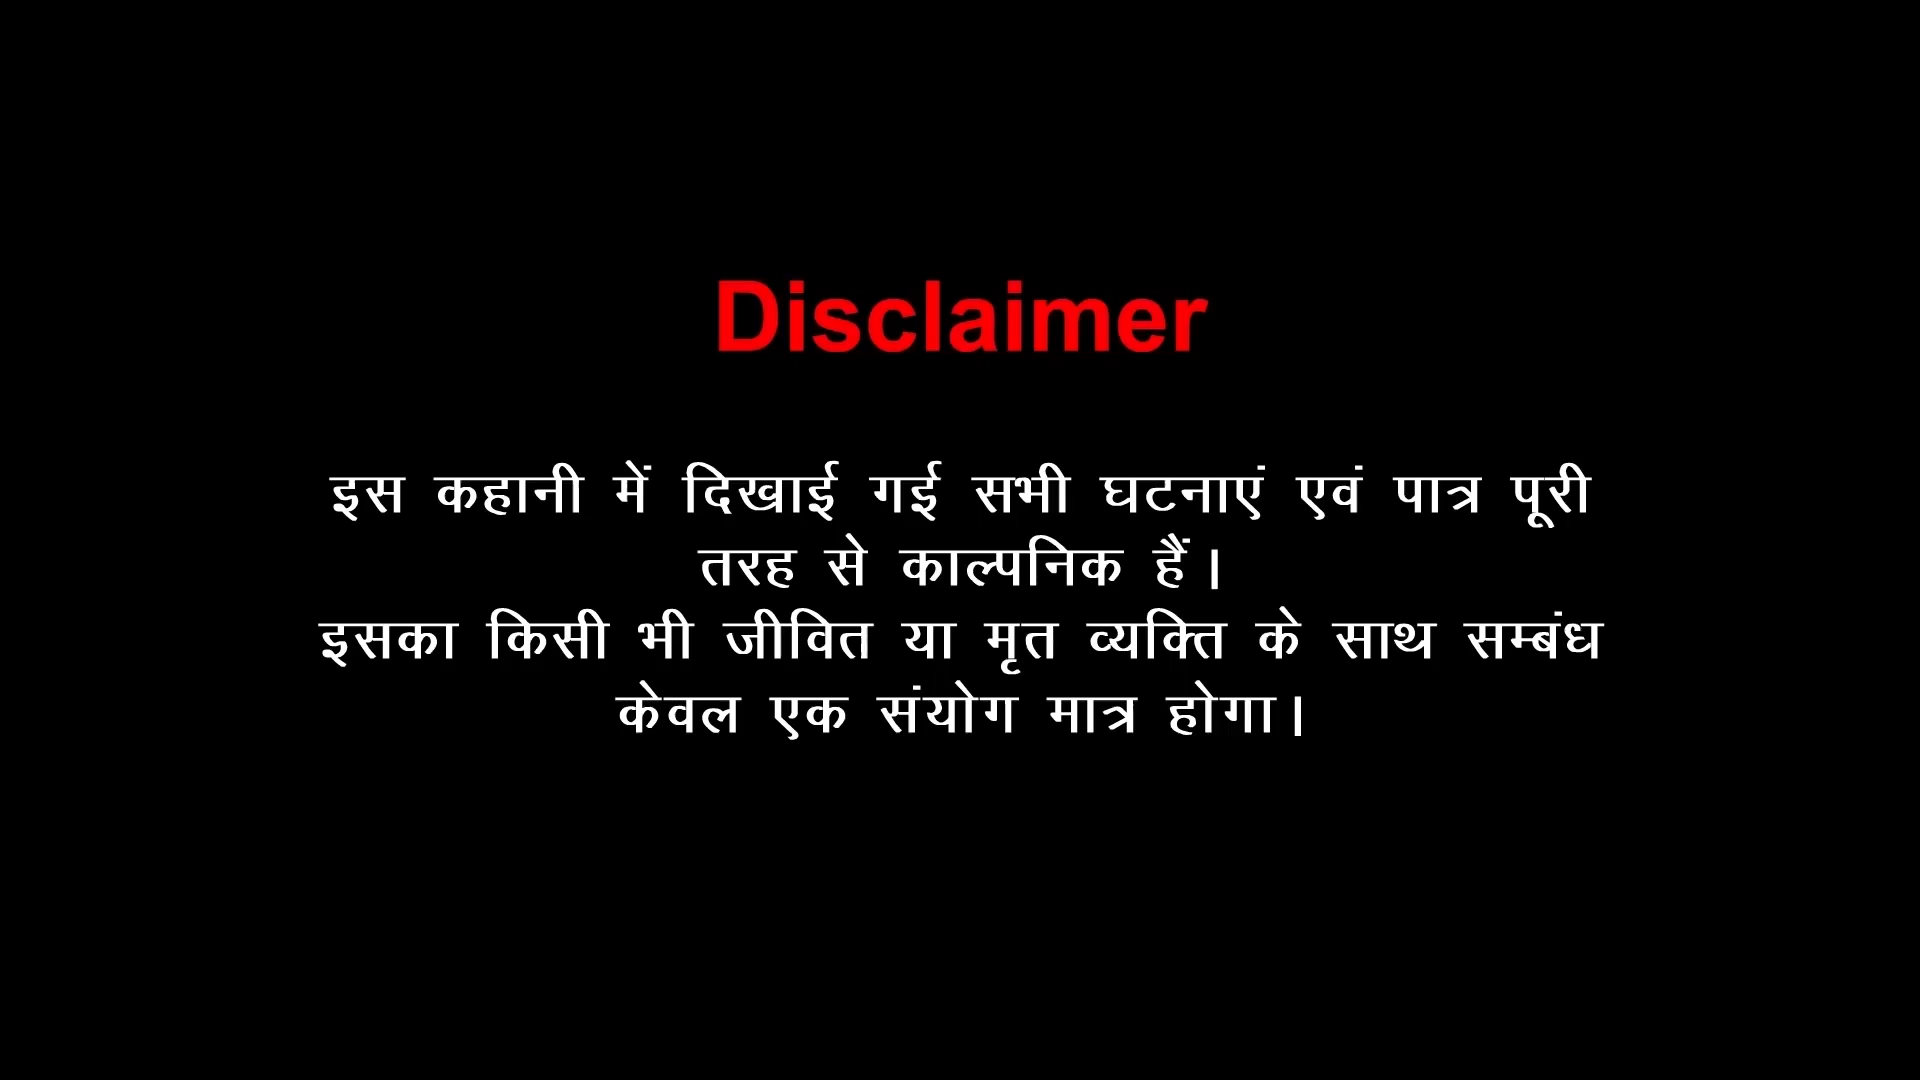 Disclaimer
इस कहानी में दिखाई गई सभी घटनाएं एवं पात्र पूरी
तरह से काल्पनिक हैं।
इसका किसी भी जीवित या मृत व्यक्ति के साथ सम्बंध
केवल एक संयोग मात्र होगा।